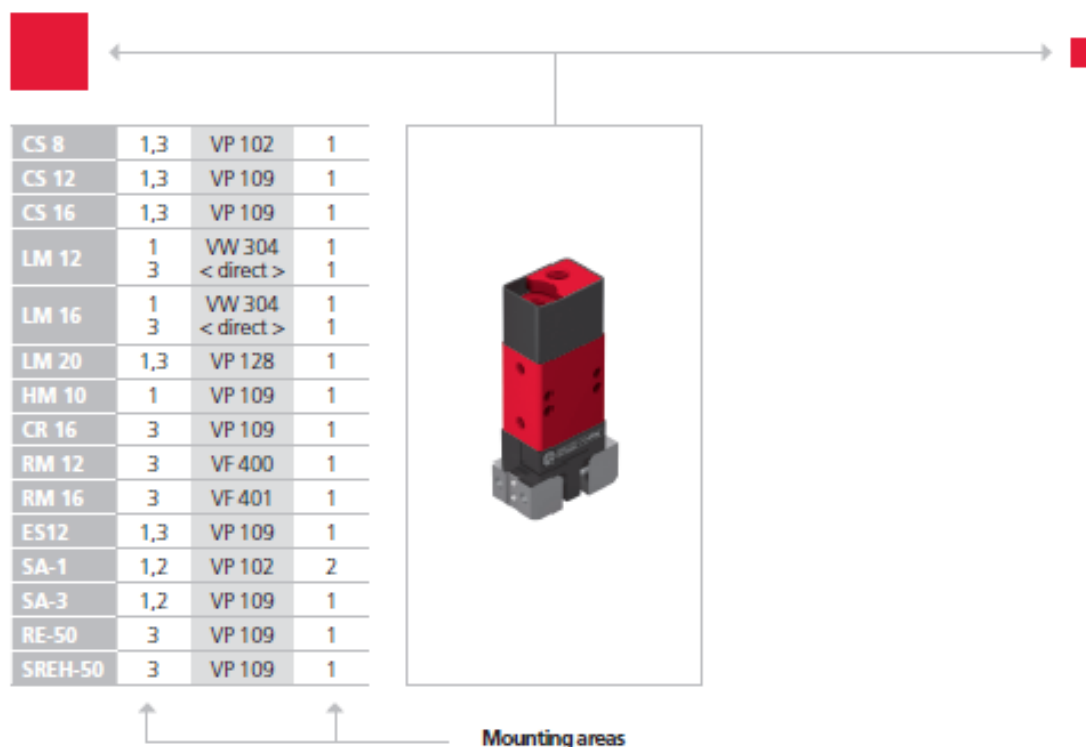 CS 8 1,3 VP 102 1
CS 12 1,3 VP 109 1
CS 16 1,3 VP 109 1
LM 12 1 VW 304 1
3 < direct > 1
LM 16 1 VW 304 1
3 < direct > 1
LM 20 1,3 VP 128 1
HM 10 1 VP 109 1
CR 16 3 VP 109 1
RM 12 3 VF 400 1
RM 16 3 VF 401 1
ES12 1,3 VP 109 1
SA-1 1,2 VP 102 2
SA-3 1,2 VP 109 1
RE-50 3 VP 109 1
SREH-50 3 VP 109 1
Mounting areas